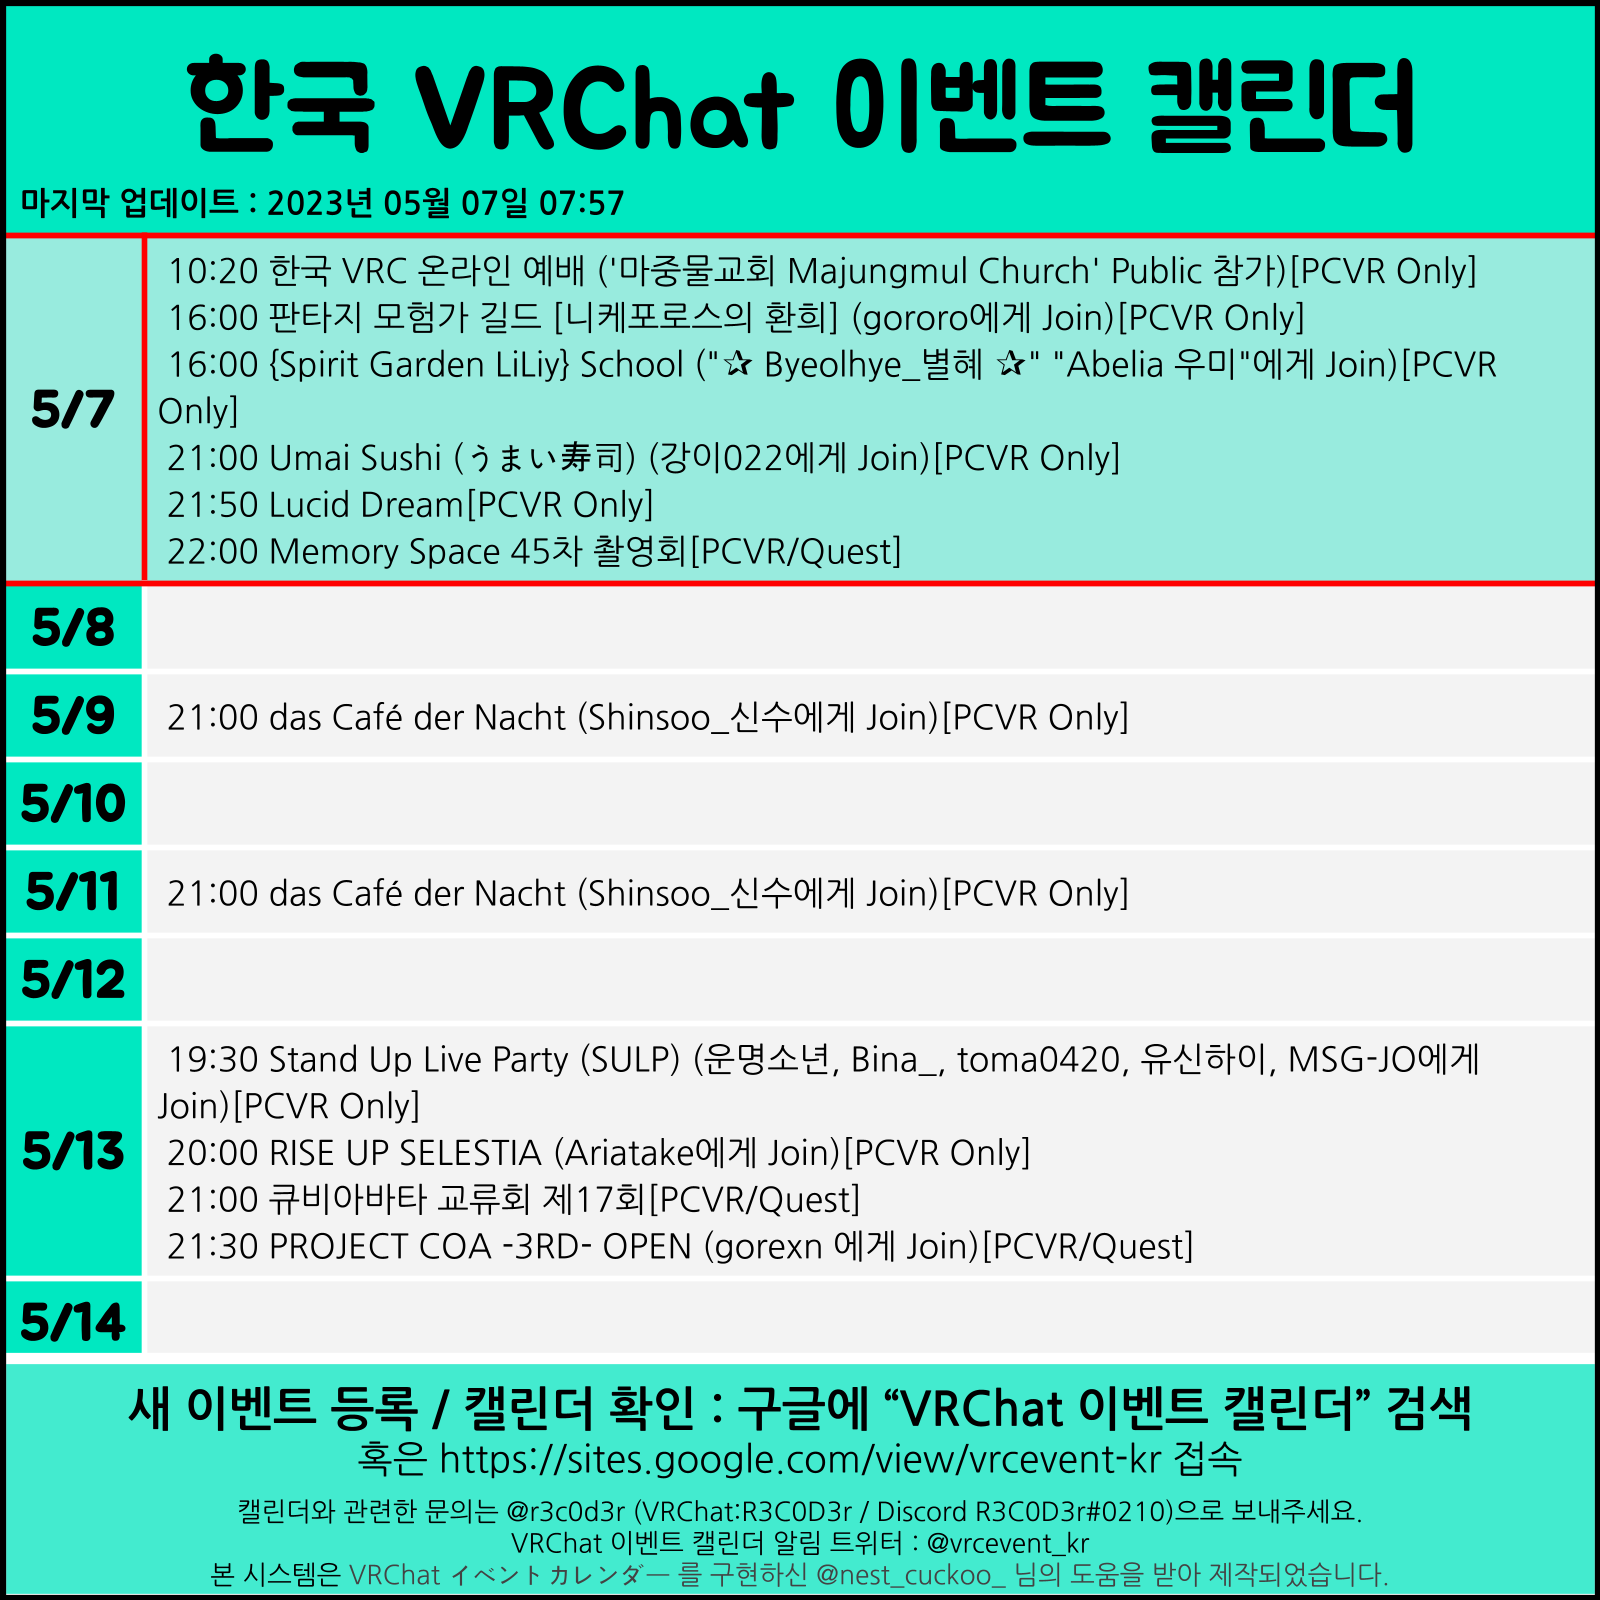 한국 VRChat 이벤트 캘린더
마지막 업데이트 : 2023년 05월 07일 07:57
5/7
10:20 한국 VRC 온라인 예배 ('마중물교회 Majungmul Church' Public 참가)[PCVR Only]
16:00 판타지 모험가 길드 [니케포로스의 환희] (gororo에게 Join)[PCVR Only]
16:00 {Spirit Garden LiLiy} School ("✰ Byeolhye_별혜 ✰" "Abelia 우미"에게 Join)[PCVR
Only]
21:00 Umai Sushi (うまい寿司) (강이022에게 Join)[PCVR Only]
21:50 Lucid Dream[PCVR Only]
22:00 Memory Space 45차 촬영회[PCVR/Quest]
5/8
5/9
21:00 das Café der Nacht (Shinsoo_신수에게 Join)[PCVR Only]
5/10
5/11
21:00 das Café der Nacht (Shinsoo_신수에게 Join)[PCVR Only]
5/12
5/13
19:30 Stand Up Live Party (SULP) (운명소년, Bina_, toma0420, 유신하이, MSG-JO에게
Join)[PCVR Only]
20:00 RISE UP SELESTIA (Ariatake에게 Join)[PCVR Only]
21:00 큐비아바타 교류회 제17회[PCVR/Quest]
21:30 PROJECT COA -3RD- OPEN (gorexn 에게 Join)[PCVR/Quest]
5/14
새 이벤트 등록 / 캘린더 확인 : 구글에 “VRChat 이벤트 캘린더” 검색
혹은 https://sites.google.com/view/vrcevent-kr 접속
캘린더와 관련한 문의는 @r3c0d3r (VRChat:R3C0D3r / Discord R3C0D3r#0210)으로 보내주세요.
VRChat 이벤트 캘린더 알림 트위터 : @vrcevent_kr
본 시스템은 VRChat イベントカレンダー 를 구현하신 @nest_cuckoo_ 님의 도움을 받아 제작되었습니다.